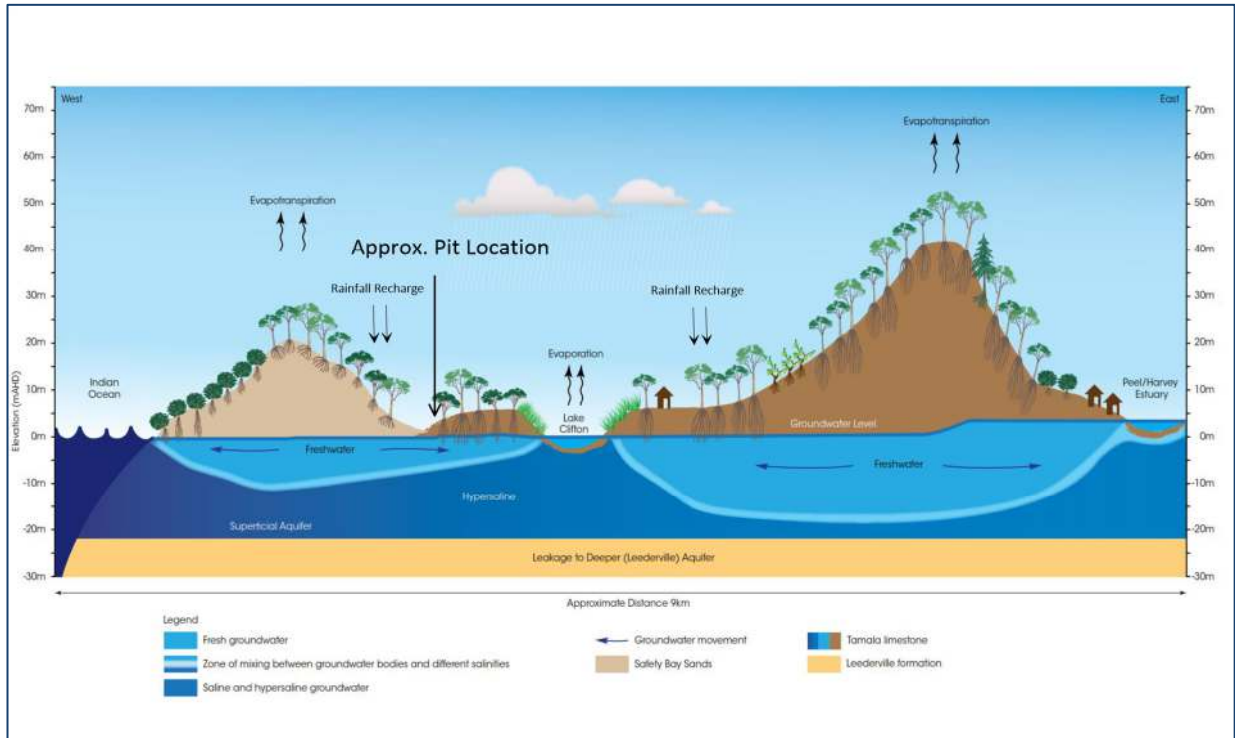 West
East
70m
70m
Evapotranspiration
60m
60m
50m
50m
Evapotranspiration
40m
Approx. Pit Location
40m
30m
Rainfall Recharge
Rainfall Recharge
30m
20m
20m
Evaporation
10m
Indian
Ocean
Lake
Clifton
Peel/Harvey
Estuary
10m
Elevation (mAHD)
0m
Groundwater Level
0m
Freshwater
Freshwater
-10m
Hypersaline
-10m
-20m
Superficial Aquifer
-20m
Leakage to Deeper (Leederville) Aquifer
-30m
-30m
Approximate Distance 9km
Legend
Fresh groundwater
Groundwater movement
Tamala limestone
Zone of mixing between groundwater bodies and different salinities
Safety Bay Sands
Leederville formation
Saline and hypersaline groundwater